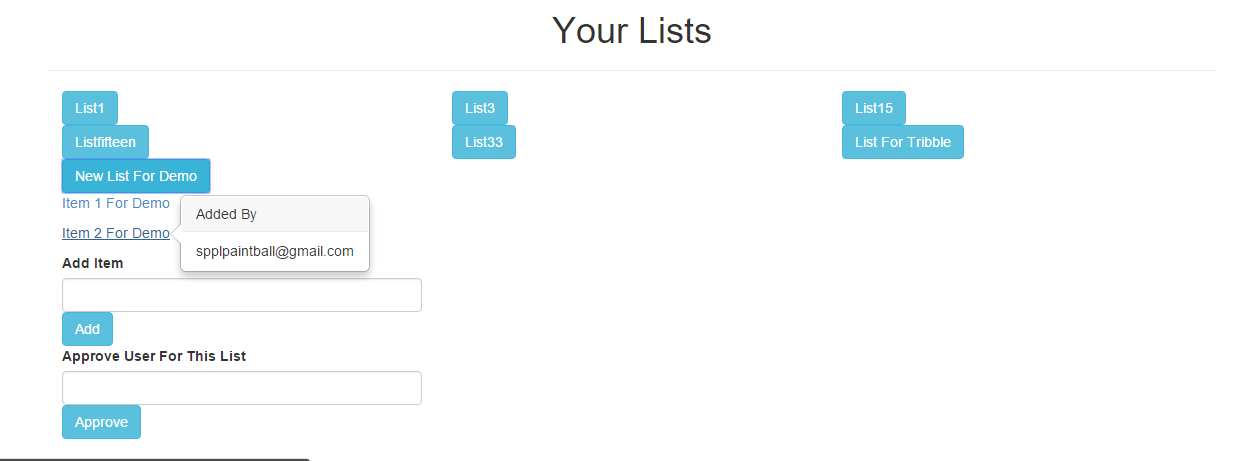 Your Lists
List1
List3
List15
Listfifteen
List33
List For Tribble
New List For Demo
Item 1 For Demo
Added By
Item 2 For Demo
spplpaintball@gmail.com
Add Item
Add
Approve User For This List
Approve